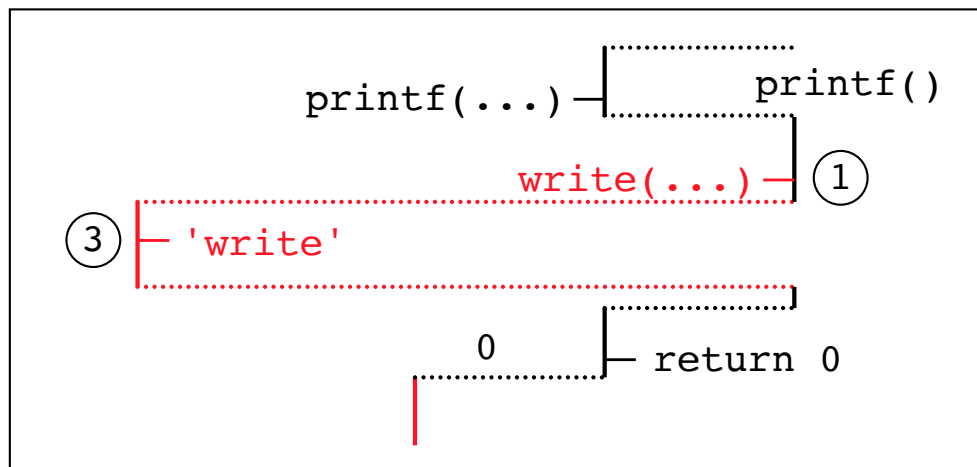 printf()
printf(...)
write(...) 1
3 'write'
0
return 0